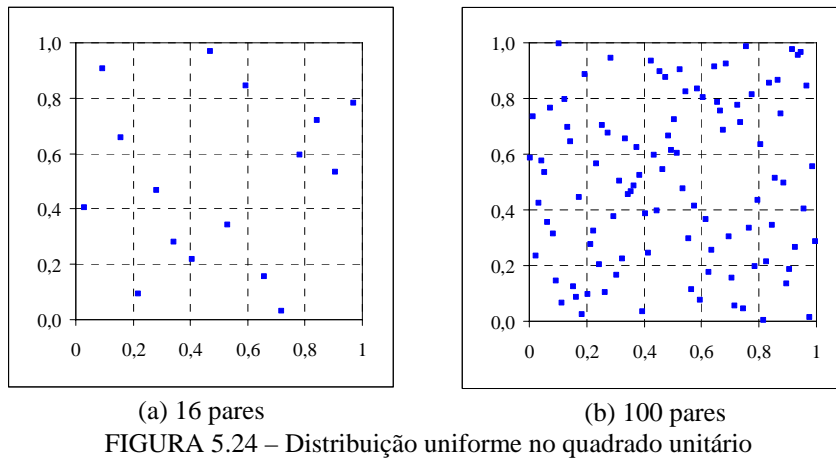 1,0
0,8
0,6
0,4
0,2
0,0
0 0,2 0,4 0,6 0,8 1
(a) 16 pares
1,0
0,8
0,6
0,4
0,2
0,0
0 0,2 0,4 0,6 0,8 1
(b) 100 pares
FIGURA 5.24 – Distribuição uniforme no quadrado unitário